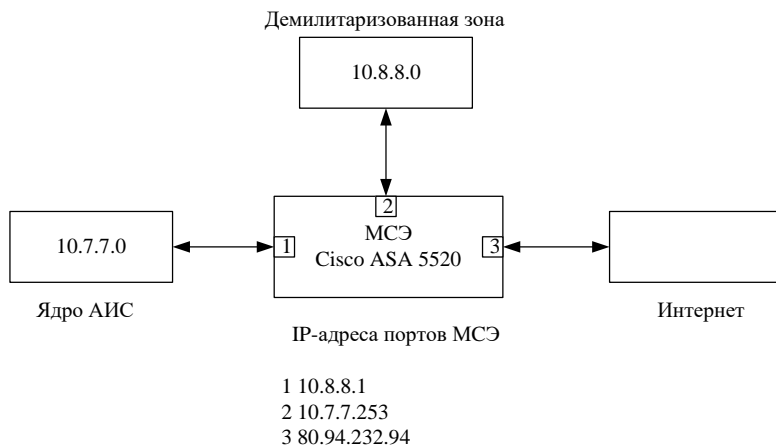 Демилитаризованная зона
10.8.8.0
2
МСЭ
Cisco ASA 5520
10.7.7.0
1
3
Ядро АИС
Интернет
IP-адреса портов МСЭ
1 10.8.8.1
2 10.7.7.253
3 80.94.232.94